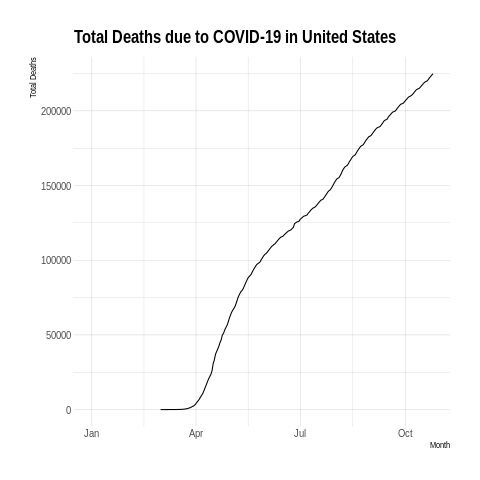 Total Deaths due to COVID-19 in United States
Total Deaths
200000
150000
100000
50000
0
Jan Apr Jul Oct
Month